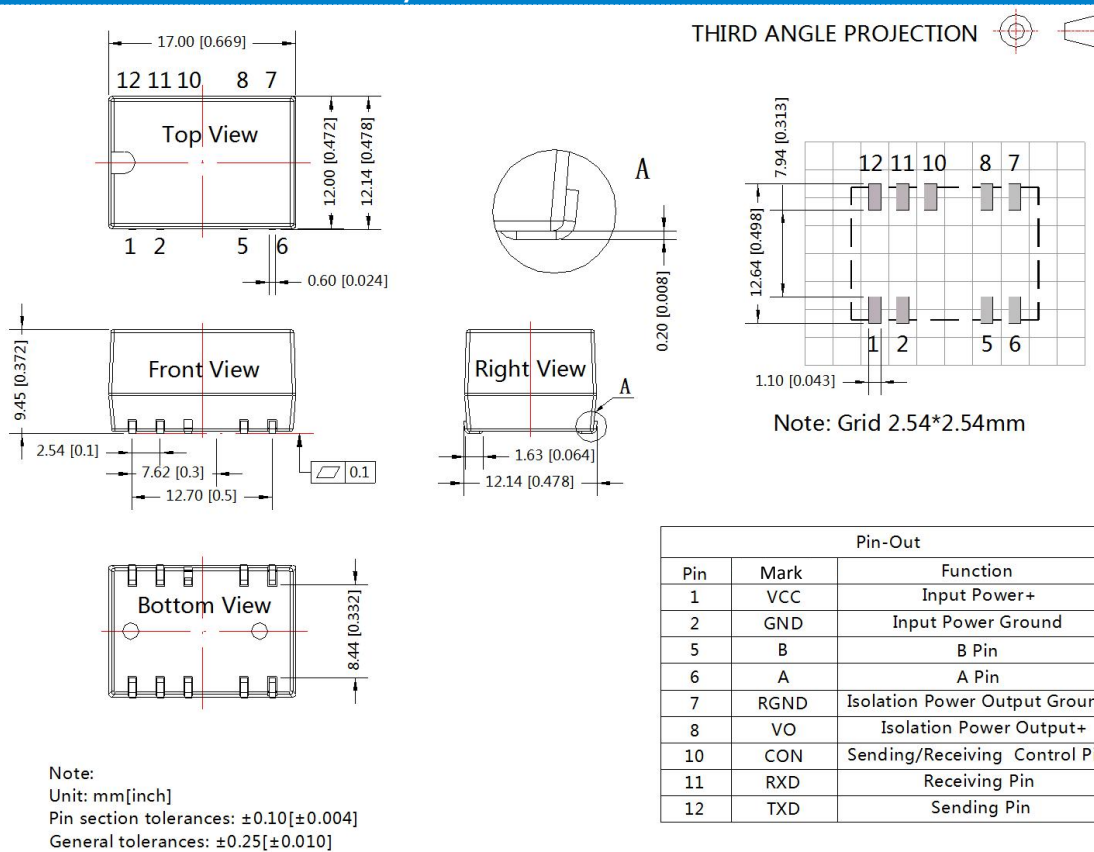 THIRD ANGLE PROJECTION
17.00 [0.669]
12 11 10 8 7
Top View
12.00 [0.472]
12.14 [0.478]
1 2 5 6
0.60 [0.024]
A
0.20 [0.008]
7.94 [0.313]
12 11 10 8 7
12.64 [0.498]
1 2 5 6
1.10 [0.043]
Note: Grid 2.54*2.54mm
9.45 [0.372]
Front View
2.54 [0.1]
7.62 [0.3]
12.70 [0.5]
0.1
Right View
A
1.63 [0.064]
12.14 [0.478]
Bottom View
8.44 [0.332]
Pin-Out
Pin Mark Function
1 VCC Input Power+
2 GND Input Power Ground
5 B B Pin
6 A A Pin
7 RGND Isolation Power Output
8 VO Isolation Power Output+
10 CON Sending/Receiving Control
11 RXD Receiving Pin
12 TXD Sending Pin
Note:
Unit: mm[inch]
Pin section tolerances: ±0.10[±0.004]
General tolerances: ±0.25[±0.010]